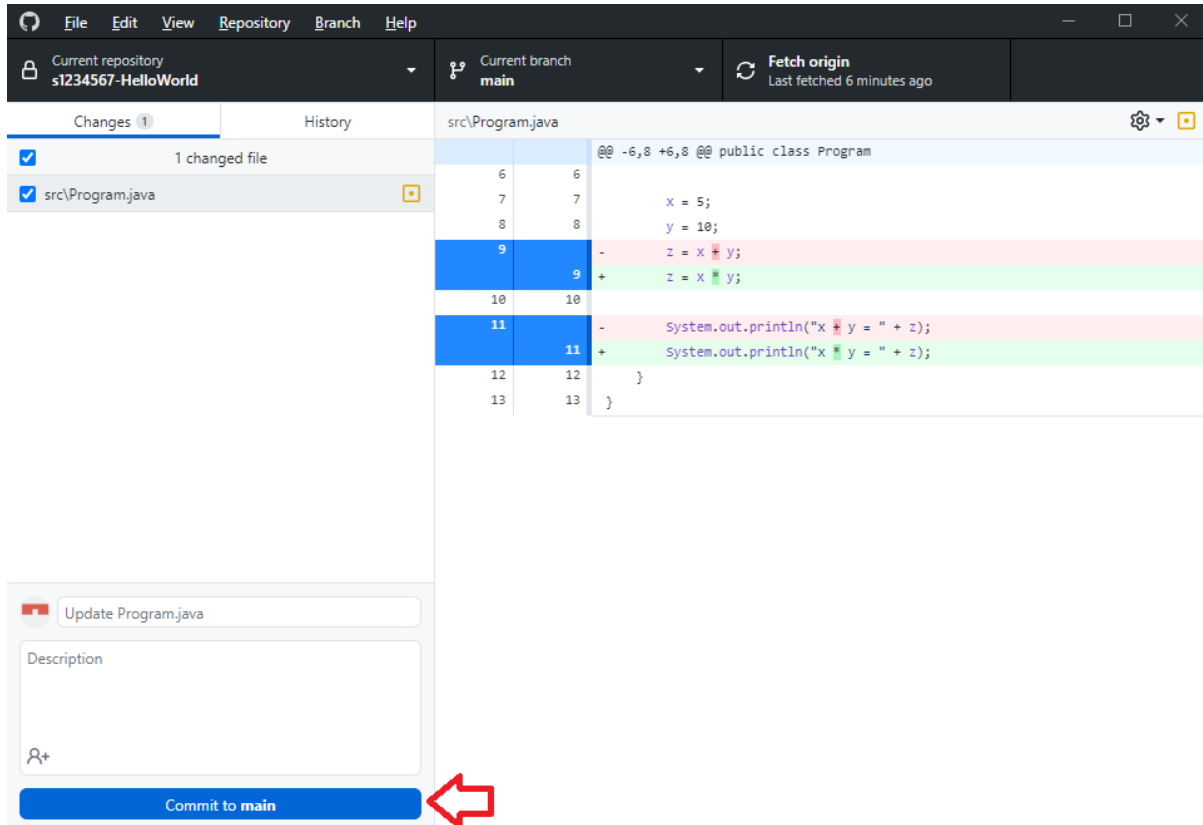 File Edit View Repository Branch Help
Current repository
s1234567-HelloWorld
Current branch
main
Fetch origin
Last fetched 6 minutes ago
Changes 1 History
1 changed file
src\Program.java
src\Program.java
@@ -6,8 +6,8 @@ public class Program
6 6
7 7 x = 5;
8 8 y = 10;
9 - z = x + y;
9 + z = x * y;
10 10
11 - System.out.println("x + y = " + z);
11 + System.out.println("x * y = " + z);
12 12 }
13 13 }
Update Program.java
Description
Commit to main